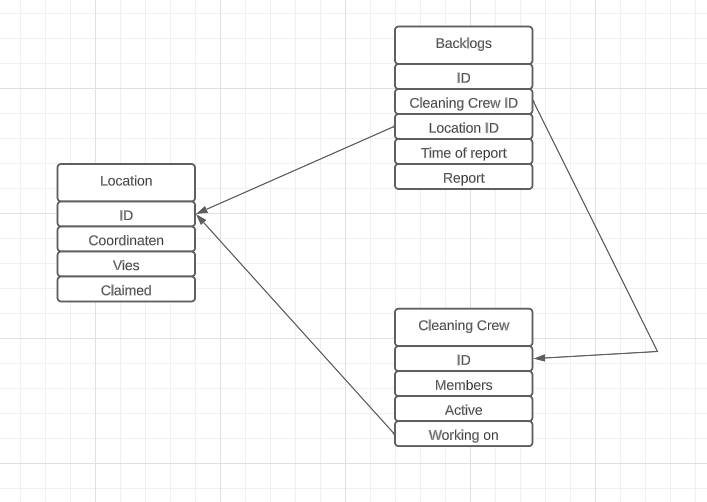 Backlogs
ID
Cleaning Crew ID
Location ID
Time of report
Report
Location
ID
Coordinaten
Vies
Claimed
Cleaning Crew
ID
Members
Active
Working on